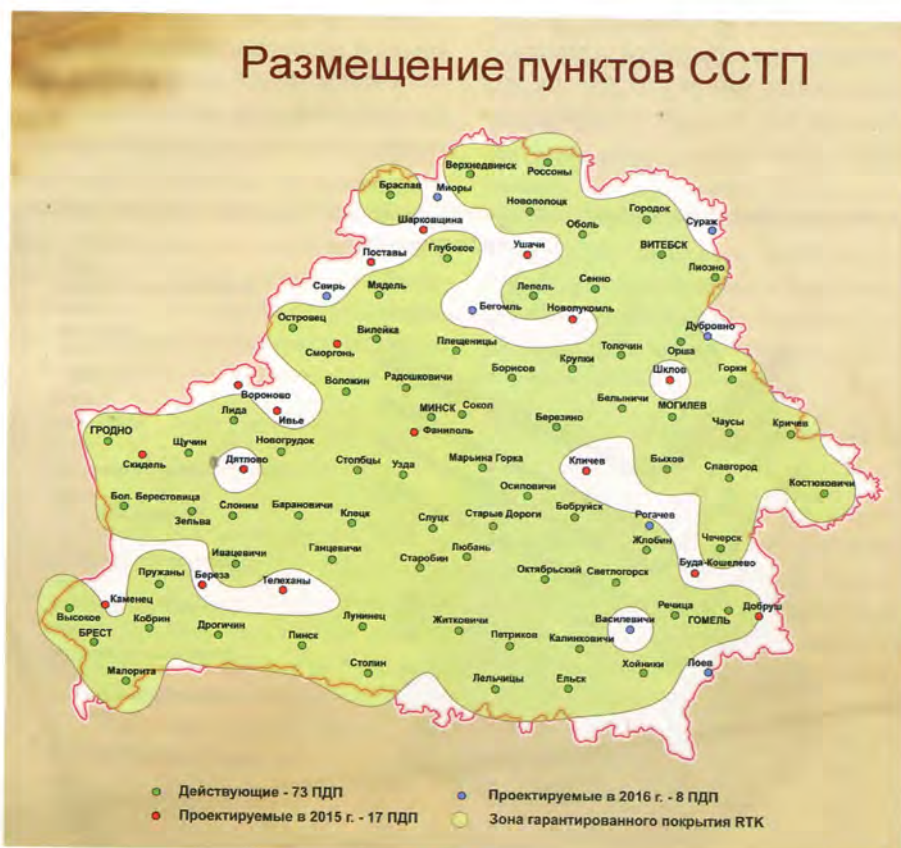 Размещение пунктов ССТП
Верхнедвинск
Россоны
Браслав
Миоры
Новополоцк
Городок
Шарковщина
Оболь
Сураж
Глубокое
Ушачи
ВИТЕБСК
Поставы
Лиозно
Свирь
Мядель
Лепель
Сенно
Бегомль
Новолукомль
Островец
Вилейка
Дубровно
Сморгонь
Плещеницы
Толочин
Орша
Крупки
Борисов
Шклов
Горки
Воложин
Радошковичи
Вороново
Белыничи
Лида
Ивье
МИНСК
Сокол
Березино
МОГИЛЕВ
ГРОДНО
Фаниполь
Чаусы
Кричев
Щучин
Новогрудок
Скидель
Дятлово
Столбцы
Узда
Марьина Горка
Кличев
Быхов
Славгород
Осиповичи
Костюковичи
Бол. Берестовица
Зельва
Слоним
Барановичи
Клецк
Слуцк
Старые Дороги
Бобруйск
Рогачев
Жлобин
Чечерск
Ивацевичи
Ганцевичи
Старобин
Любань
Пружаны
Береза
Телеханы
Октябрьский
Светлогорск
Буда-Кошелево
Каменец
Высокое
Кобрин
Дрогичин
Лунинец
Житковичи
Василевичи
Речица
ГОМЕЛЬ
Добруш
БРЕСТ
Пинск
Петриков
Калинковичи
Малорита
Столин
Лельчицы
Ельск
Хойники
Лоев
Действующие - 73 ПДП
Проектируемые в 2016 г. - 8 ПДП
Проектируемые в 2015 г. - 17 ПДП
Зона гарантированного покрытия RTK